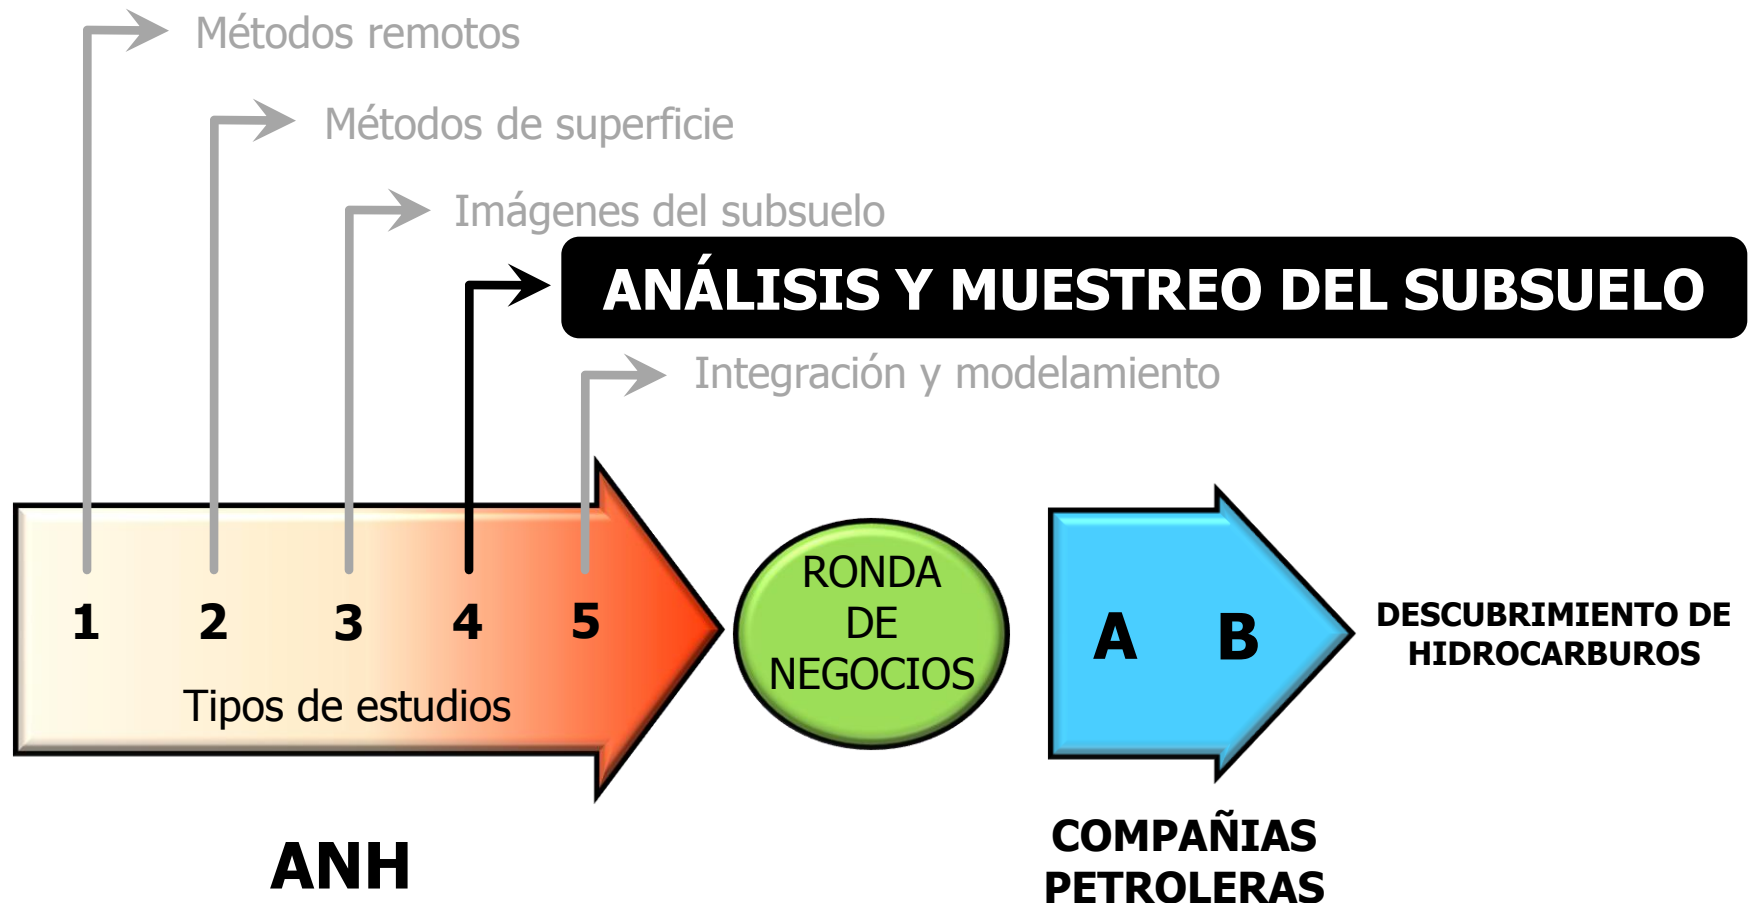 Métodos remotos
Métodos de superficie
Imágenes del subsuelo
ANÁLISIS Y MUESTREO DEL SUBSUELO
Integración y modelamiento
1 2 3 4 5
Tipos de estudios
ANH
RONDA
DE
NEGOCIOS
A B
COMPAÑIAS
PETROLERAS
DESCUBRIMIENTO DE
HIDROCARBUROS